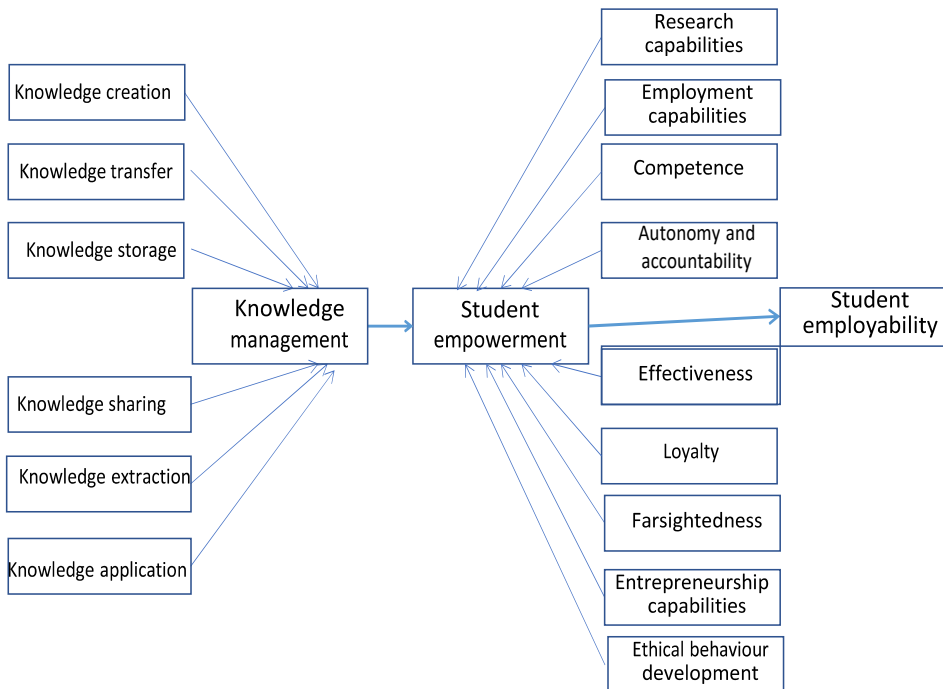 Knowledge creation
Knowledge transfer
Knowledge storage
Knowledge sharing
Knowledge extraction
Knowledge application
Knowledge
management
Student
empowerment
Research
capabilities
Employment
capabilities
Competence
Autonomy and
accountability
Effectiveness
Loyalty
Farsightedness
Entrepreneurship
capabilities
Ethical behaviour
development
Student
employability